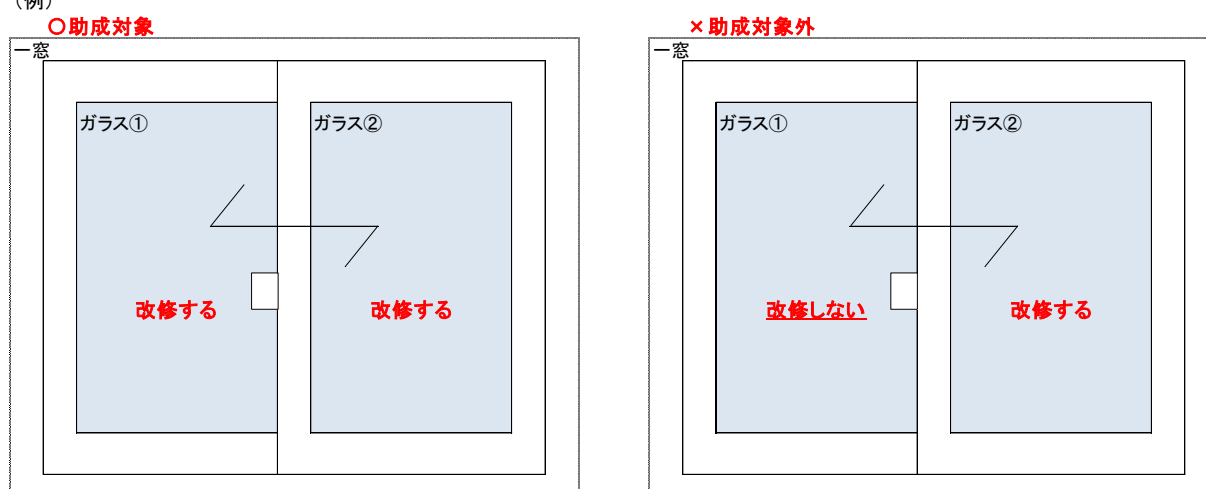 （例）
○助成対象
一窓
ガラス①
ガラス②
改修する
改修する
×助成対象外
一窓
ガラス①
ガラス②
改修しない
改修する